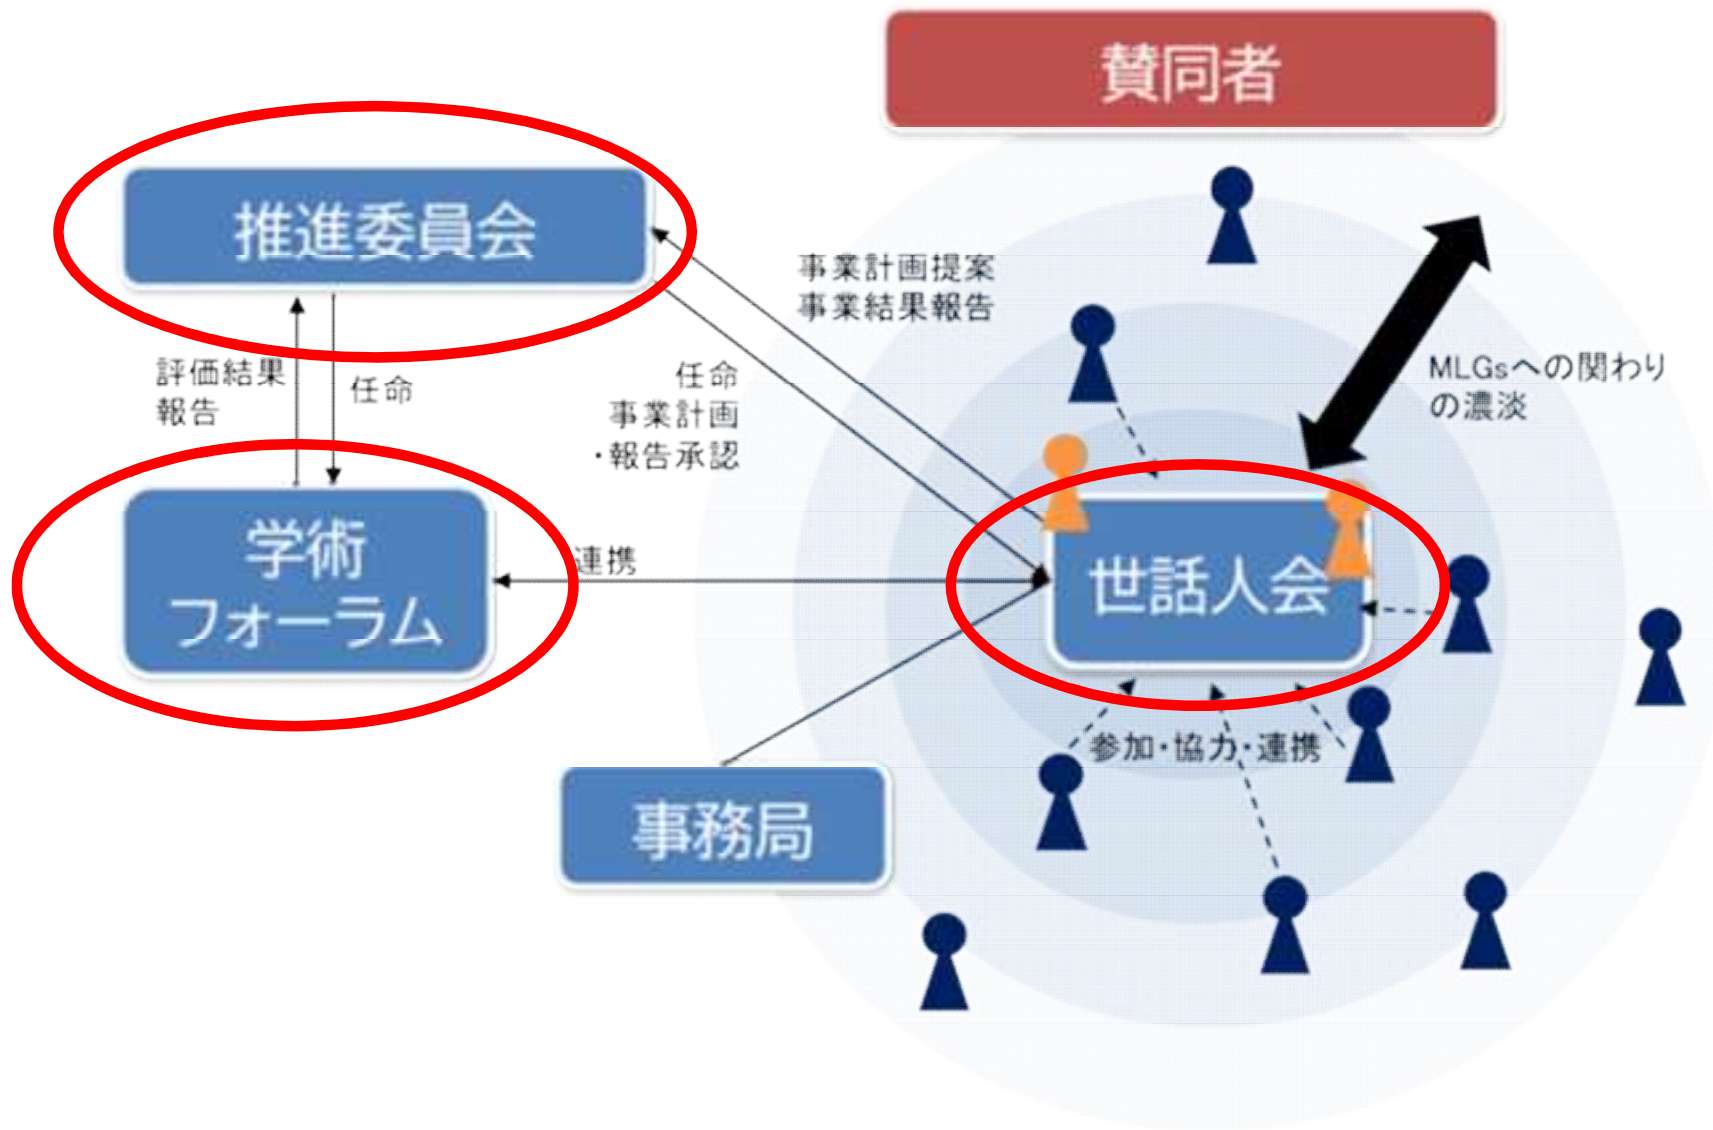 賛同者
推進委員会
事業計画提案
事業結果報告
評価結果
報告
任命
任命
事業計画
・報告承認
MLGsへの関わり
の濃淡
学術
フォーラム
連携
世話人会
参加・協力・連携
事務局